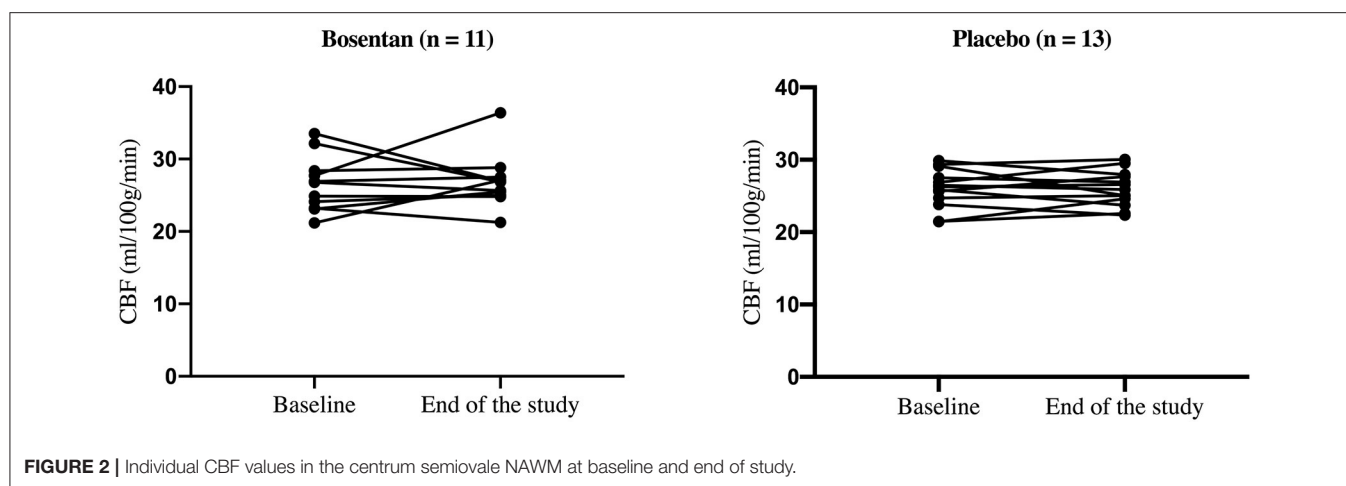 Bosentan (n = 11)
40
30
20
10
0
CBF (ml/100g/min)
Baseline
End of the study
Placebo (n = 13)
40
30
20
10
0
CBF (ml/100g/min)
Baseline
End of the study
FIGURE 2 | Individual CBF values in the centrum semiovale NAWM at baseline and end of study.